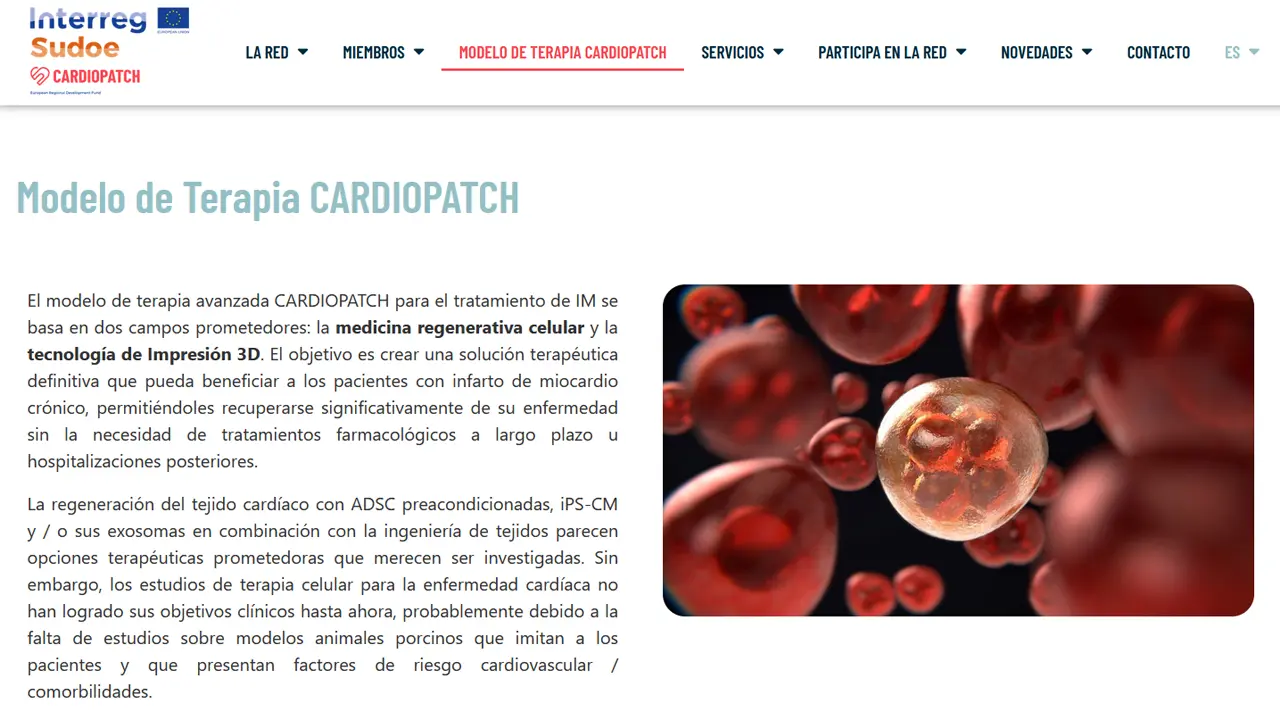 Interreg
EUROPEAN UNION
Sudoe
CARDIOPATCH
European Regional Development Fund
LA RED
MIEMBROS
MODELO DE TERAPIA CARDIOPATCH
SERVICIOS
PARTICIPA EN LA RED
NOVEDADES
CONTACTO
ES
Modelo de Terapia CARDIOPATCH
El modelo de terapia avanzada CARDIOPATCH para el tratamiento de IM se
basa en dos campos prometedores: la medicina regenerativa celular y la
tecnología de Impresión 3D. El objetivo es crear una solución terapéutica
definitiva que pueda beneficiar a los pacientes con infarto de miocardio
crónico, permitiéndoles recuperarse significativamente de su enfermedad
sin la necesidad de tratamientos farmacológicos a largo plazo u
hospitalizaciones posteriores.
La regeneración del tejido cardíaco con ADSC preacondicionadas, iPS-CM
y / o sus exosomas en combinación con la ingeniería de tejidos parecen
opciones terapéuticas prometedoras que merecen ser investigadas. Sin
embargo, los estudios de terapia celular para la enfermedad cardíaca no
han logrado sus objetivos clínicos hasta ahora, probablemente debido a la
falta de estudios sobre modelos animales porcinos que imitan a los
pacientes y que presentan factores de riesgo cardiovascular /
comorbilidades.